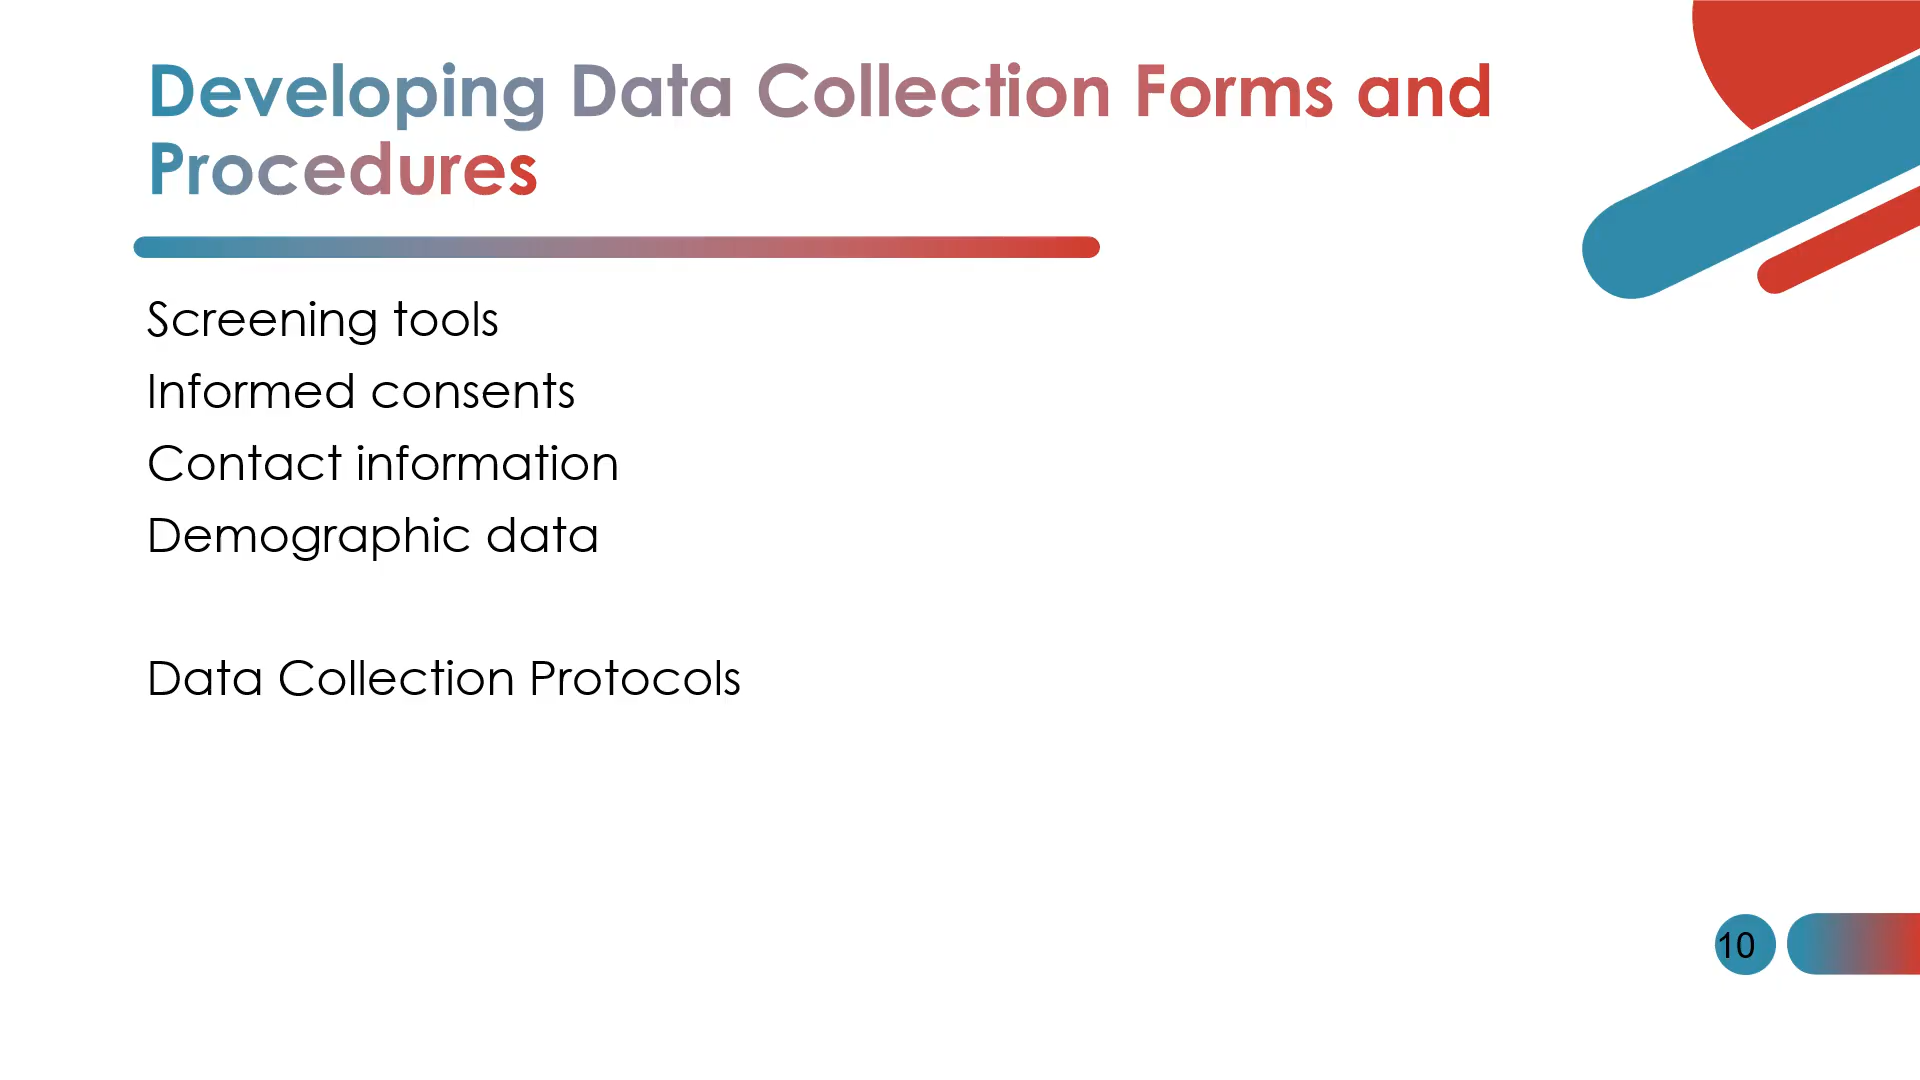 Developing Data Collection Forms and
Procedures
Screening tools
Informed consents
Contact information
Demographic data
Data Collection Protocols
10